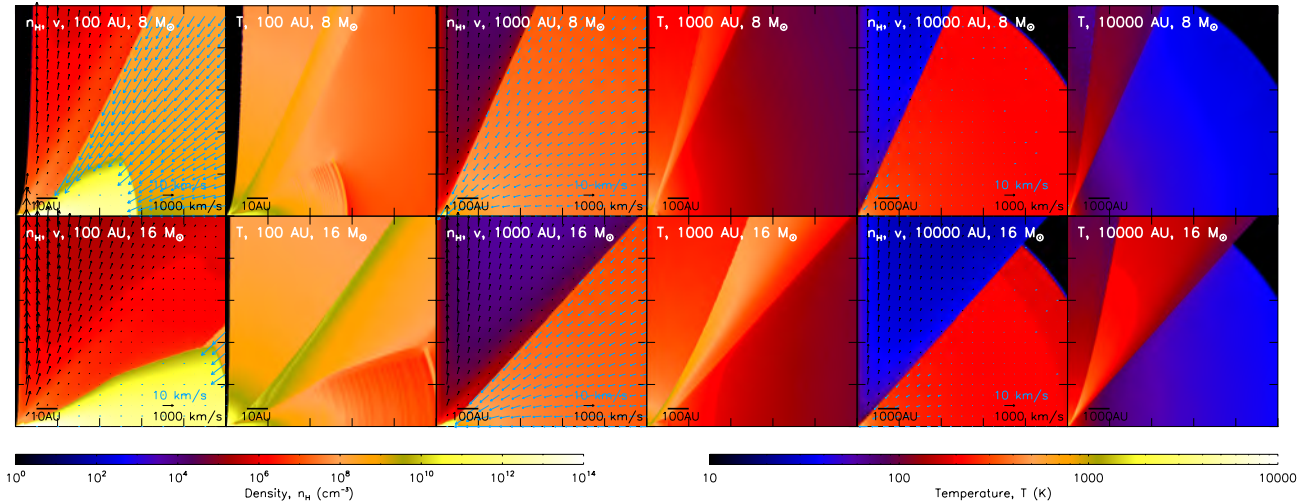 n_H, v, 100 AU, 8 M_⊙
T, 100 AU, 8 M_⊙
n_H, v, 1000 AU, 8 M_⊙
T, 1000 AU, 8 M_⊙
n_H, v, 10000 AU, 8 M_⊙
T, 10000 AU, 8 M_⊙
10 km/s
10 km/s
10 km/s
10AU
1000 km/s
10AU
100AU
1000 km/s
100AU
1000AU
1000 km/s
1000AU
n_H, v, 100 AU, 16 M_⊙
T, 100 AU, 16 M_⊙
n_H, v, 1000 AU, 16 M_⊙
T, 1000 AU, 16 M_⊙
n_H, v, 10000 AU, 16 M_⊙
T, 10000 AU, 16 M_⊙
10 km/s
10 km/s
10 km/s
10AU
1000 km/s
10AU
100AU
1000 km/s
100AU
1000AU
1000 km/s
1000AU
10^0 10^2 10^4 10^6 10^8 10^10 10^12 10^14
Density, n_H (cm^-3)
10 100 1000 10000
Temperature, T (K)